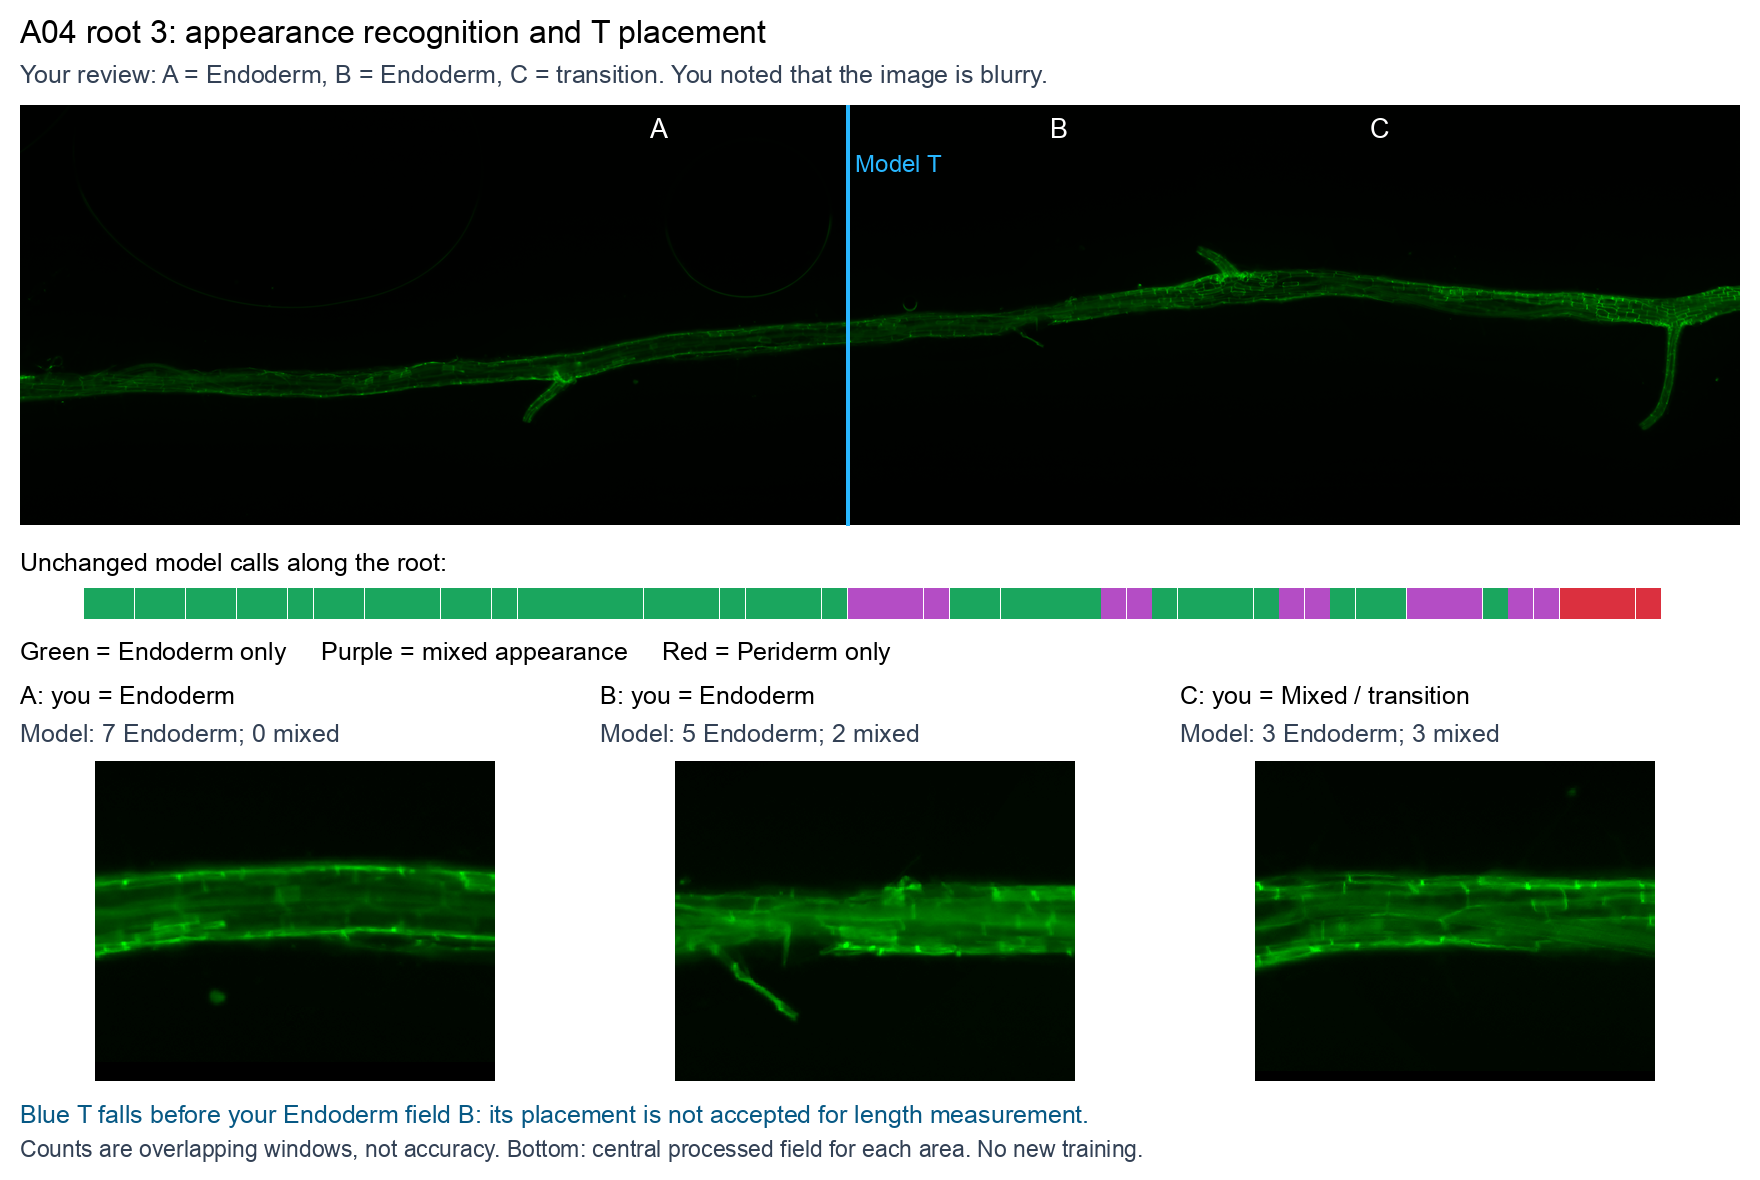 A04 root 3: appearance recognition and T placement
Your review: A = Endoderm, B = Endoderm, C = transition. You noted that the image is blurry.
A
B
C
Model T
Unchanged model calls along the root:
Green = Endoderm only
Purple = mixed appearance
Red = Periderm only
A: you = Endoderm
B: you = Endoderm
C: you = Mixed / transition
Model: 7 Endoderm; 0 mixed
Model: 5 Endoderm; 2 mixed
Model: 3 Endoderm; 3 mixed
Blue T falls before your Endoderm field B: its placement is not accepted for length measurement.
Counts are overlapping windows, not accuracy. Bottom: central processed field for each area. No new training.